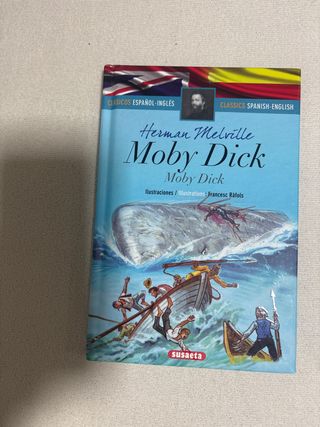 CLÁSICOS ESPAÑOL-INGLÉS
CLASSICS SPANISH-ENGLISH
Herman Melville
Moby Dick
Moby Dick
Ilustraciones / Illustrations: Francesc Ràfols
susaeta